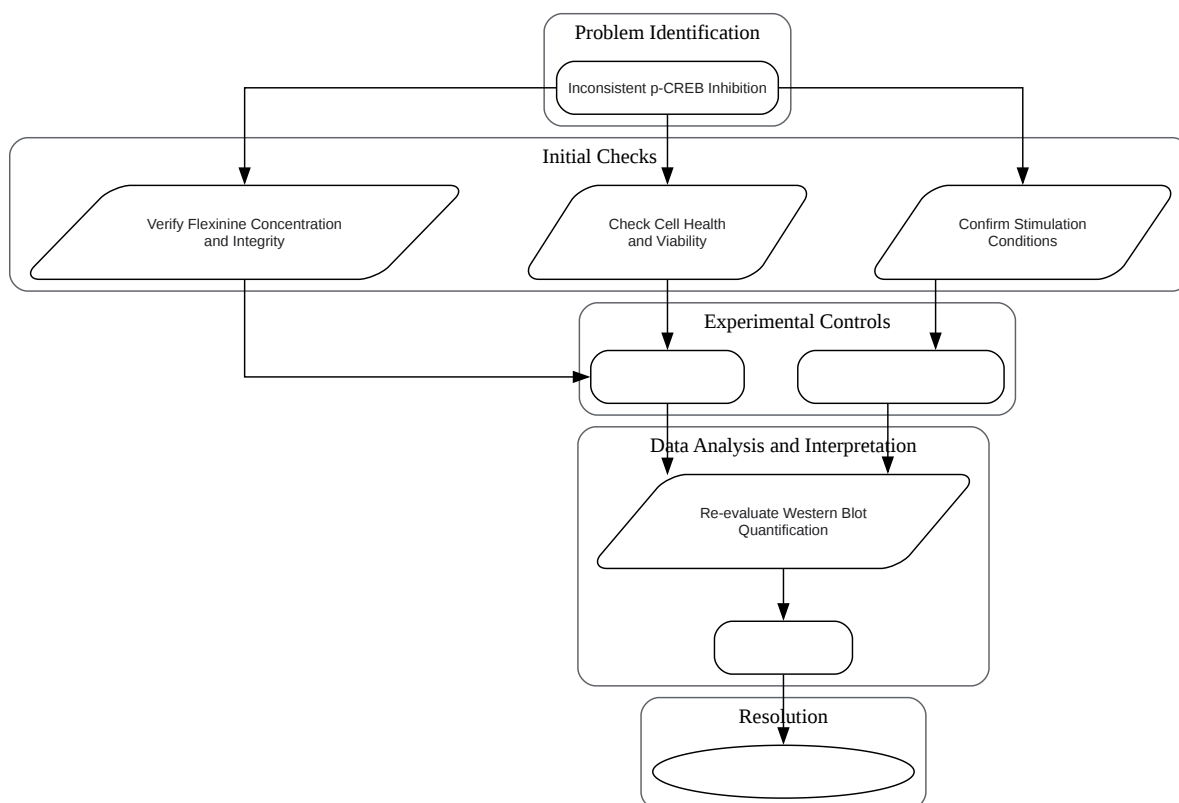 Problem Identification
Inconsistent p-CREB Inhibition
Initial Checks
Verify Flexinine Concentration
and Integrity
Check Cell Health
and Viability
Confirm Stimulation
Conditions
Experimental Controls
Data Analysis and Interpretation
Re-evaluate Western Blot
Quantification
Resolution